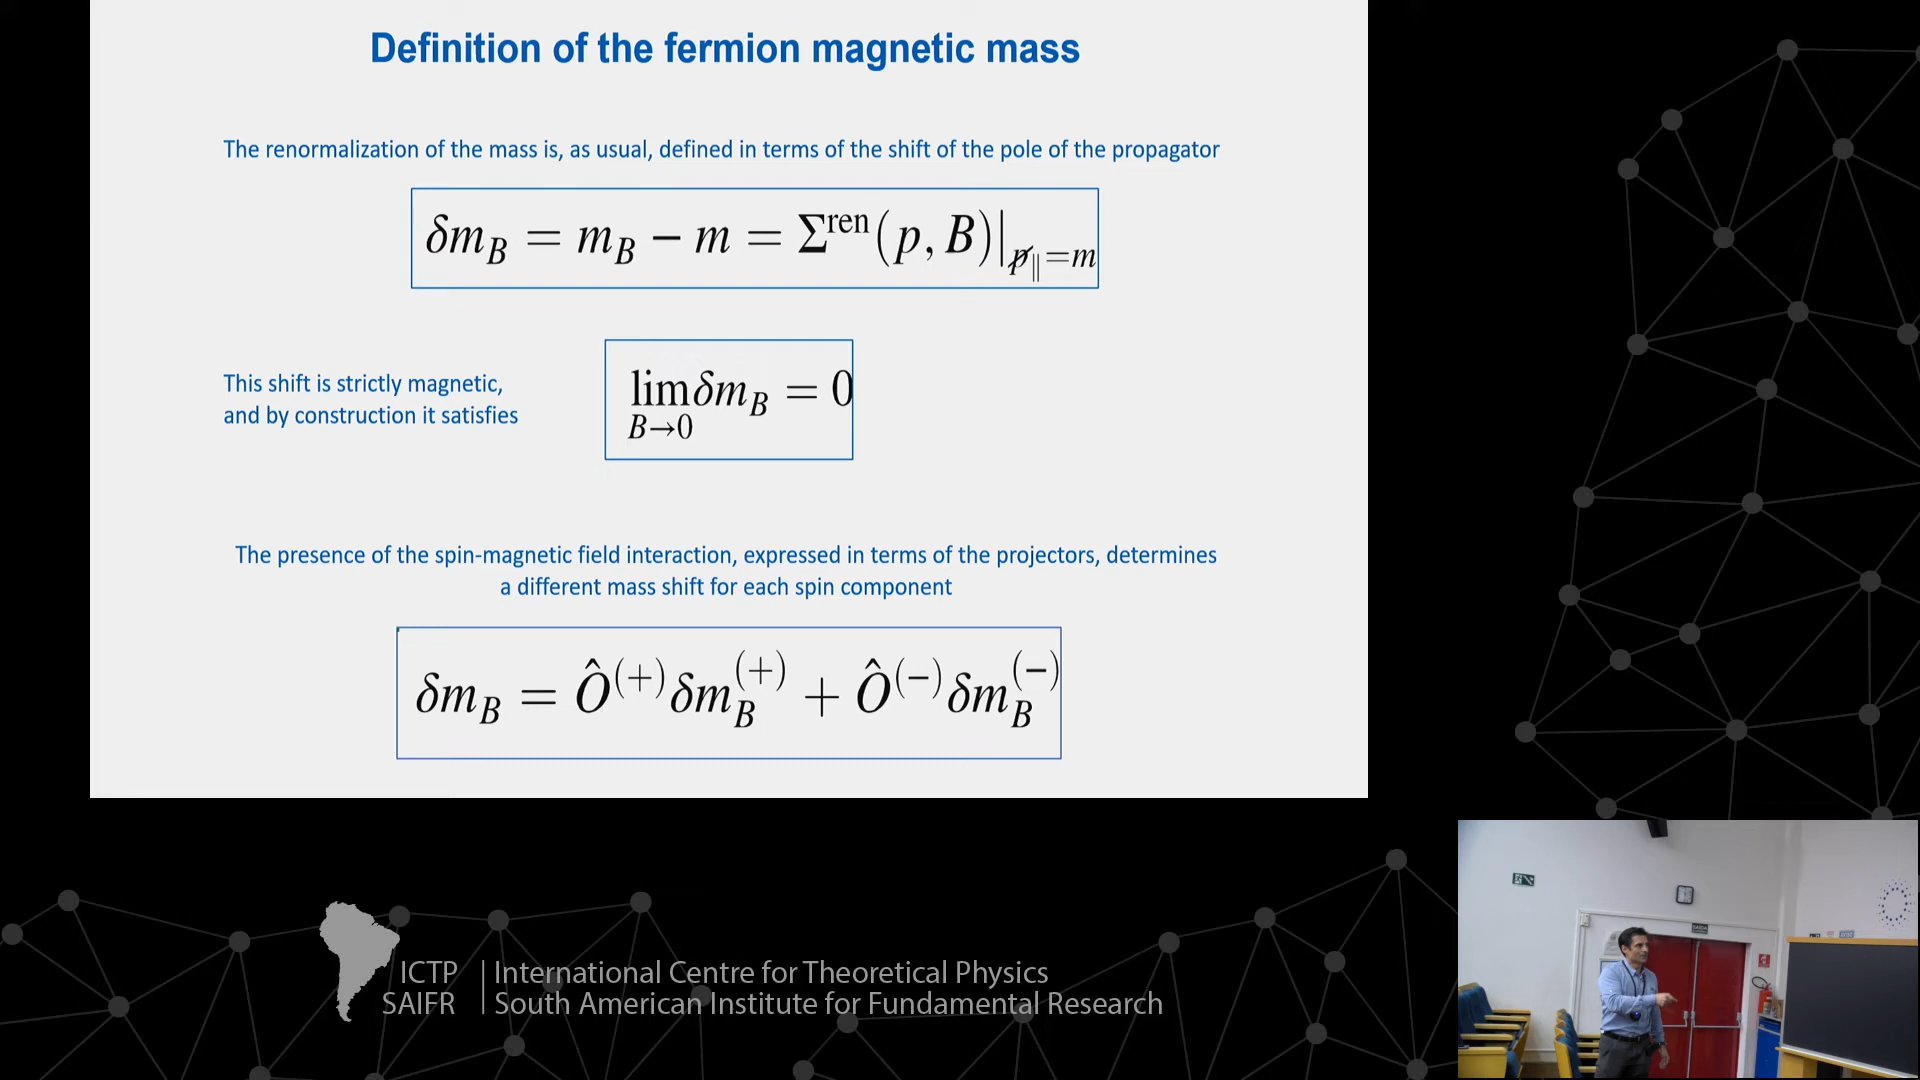 Definition of the fermion magnetic mass
The renormalization of the mass is, as usual, defined in terms of the shift of the pole of the propagator
δm_B = m_B − m = Σ^ren(p, B)|_{p̸_∥=m}
This shift is strictly magnetic,
and by construction it satisfies
lim_{B→0} δm_B = 0
The presence of the spin-magnetic field interaction, expressed in terms of the projectors, determines
a different mass shift for each spin component
δm_B = Ô^(+) δm_B^(+) + Ô^(−) δm_B^(−)
ICTP | International Centre for Theoretical Physics
SAIFR | South American Institute for Fundamental Research